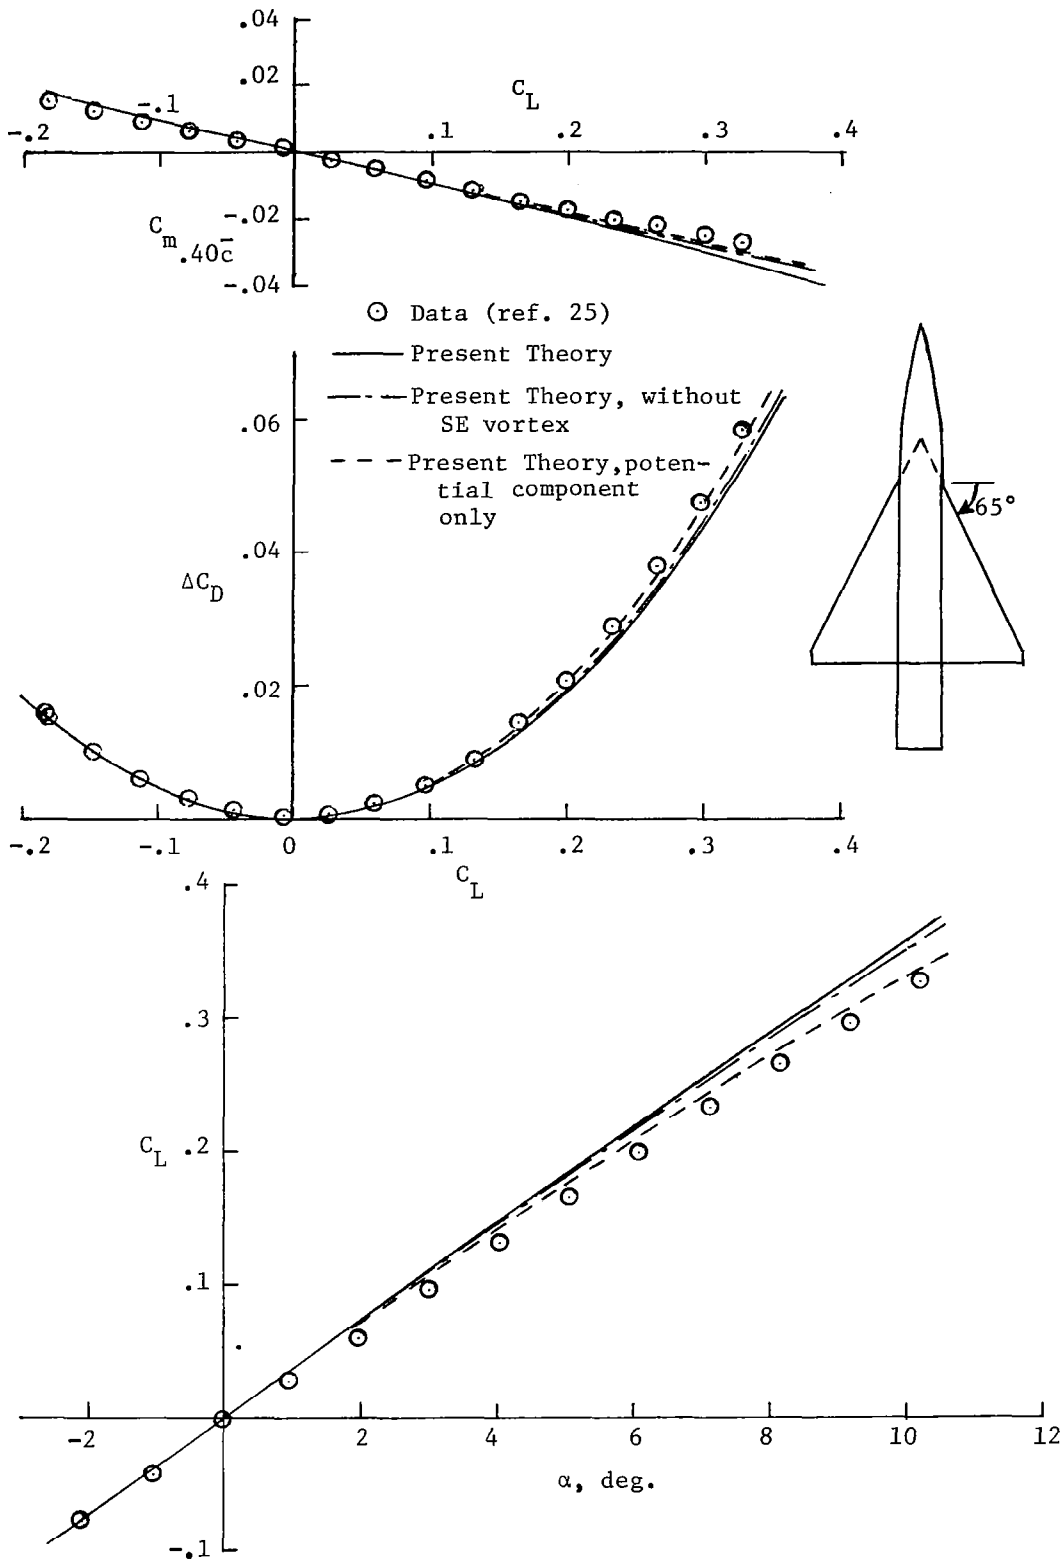 .04
.02
C_L
-.2
-.1
.1
.2
.3
.4
C_m .40c̄
-.02
-.04
Data (ref. 25)
Present Theory
Present Theory, without
SE vortex
Present Theory, poten-
tial component
only
.06
.04
ΔC_D
.02
65°
-.2
-.1
0
.1
.2
.3
.4
C_L
.4
.3
C_L
.2
.1
-2
2
4
6
8
10
12
α, deg.
-.1